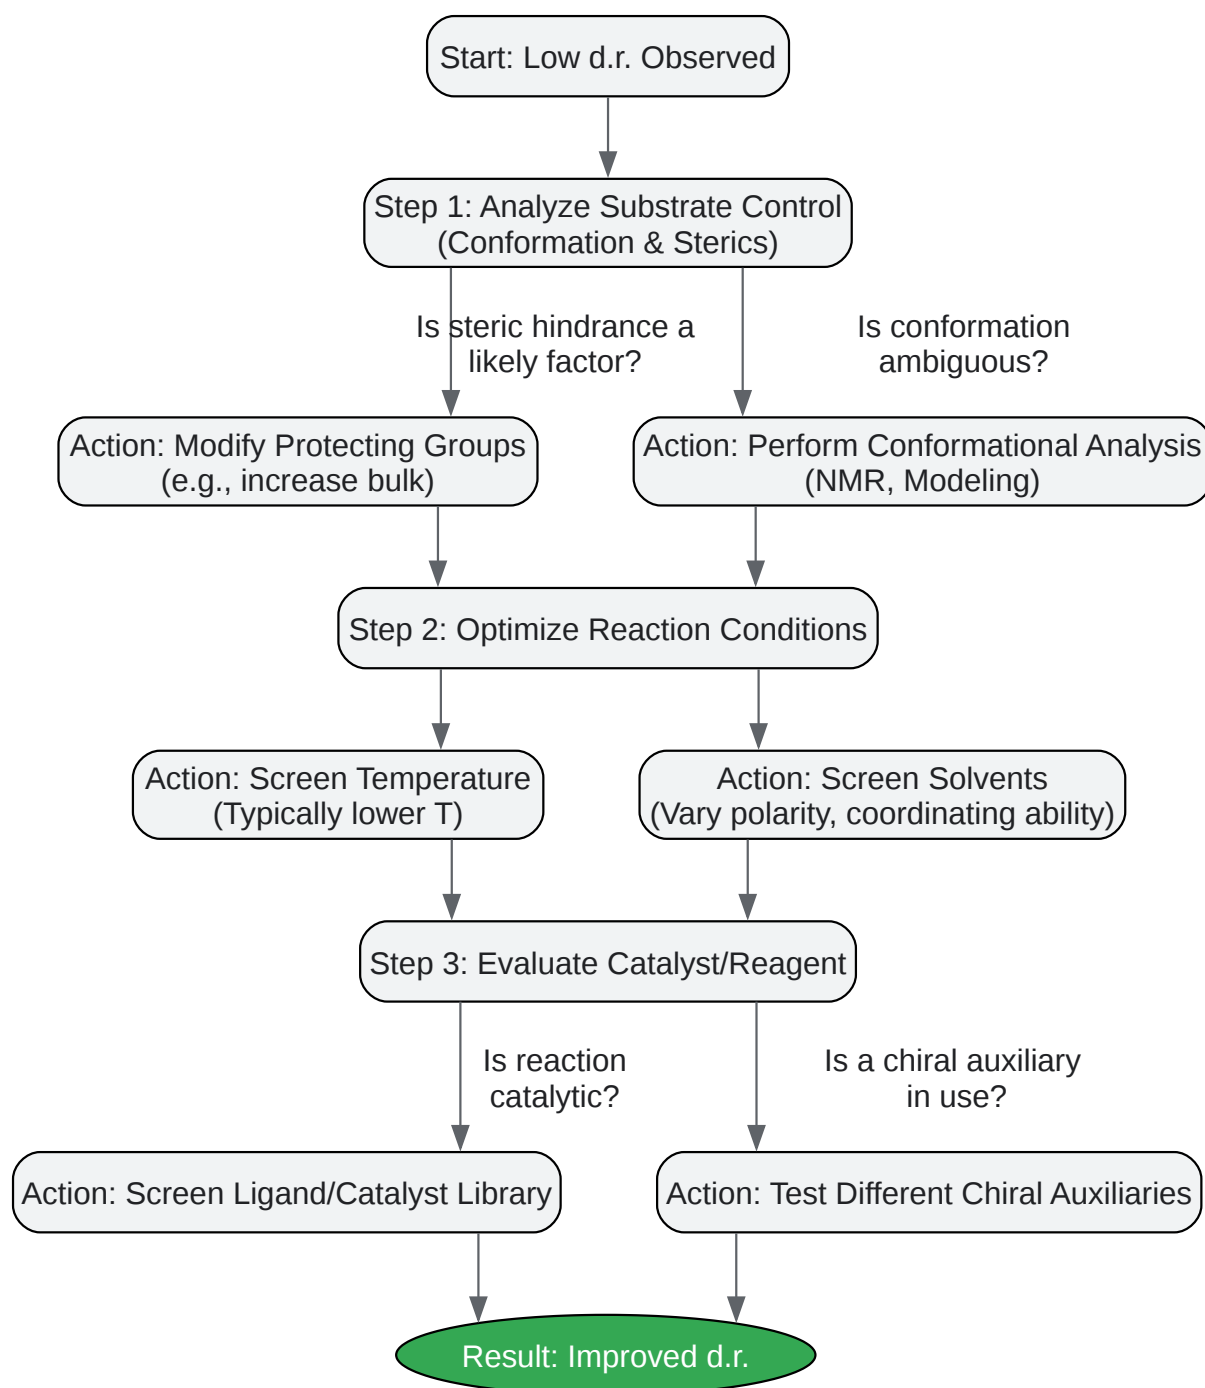 Start: Low d.r. Observed
Step 1: Analyze Substrate Control
(Conformation & Sterics)
Is steric hindrance a
likely factor?
Is conformation
ambiguous?
Action: Modify Protecting Groups
(e.g., increase bulk)
Action: Perform Conformational Analysis
(NMR, Modeling)
Step 2: Optimize Reaction Conditions
Action: Screen Temperature
(Typically lower T)
Action: Screen Solvents
(Vary polarity, coordinating ability)
Step 3: Evaluate Catalyst/Reagent
Is reaction
catalytic?
Is a chiral auxiliary
in use?
Action: Screen Ligand/Catalyst Library
Action: Test Different Chiral Auxiliaries
Result: Improved d.r.